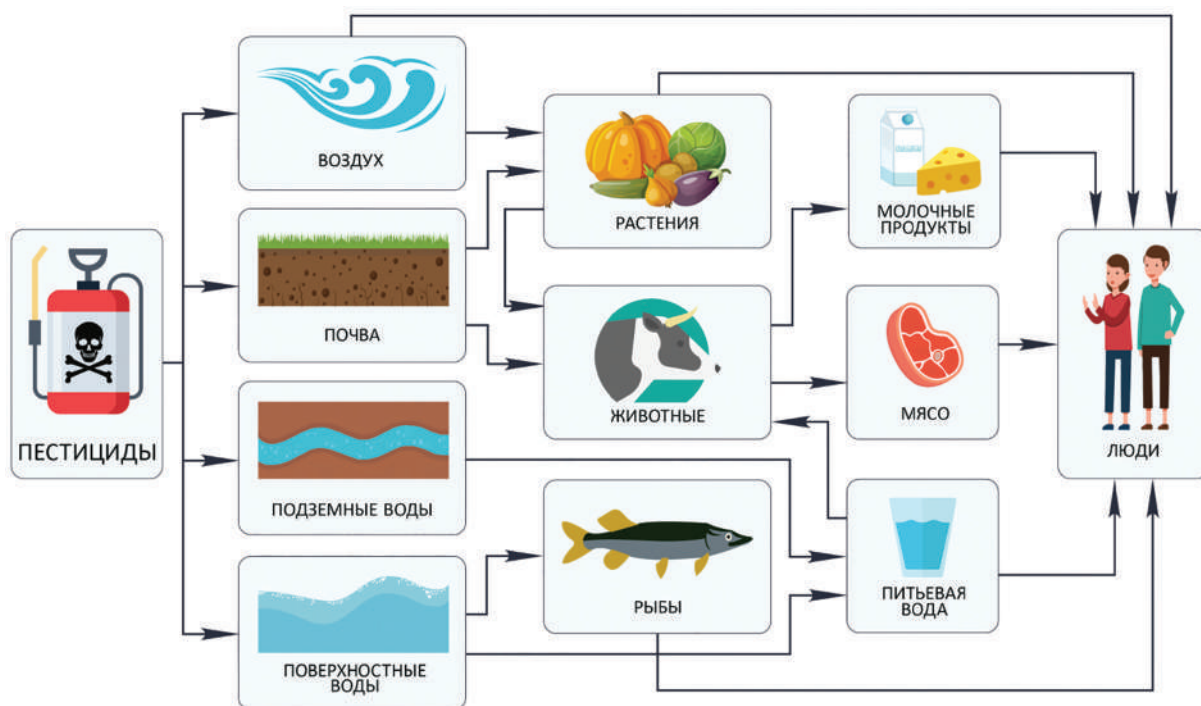 ВОЗДУХ
РАСТЕНИЯ
МОЛОЧНЫЕ
ПРОДУКТЫ
ПОЧВА
ПЕСТИЦИДЫ
ЖИВОТНЫЕ
МЯСО
ЛЮДИ
ПОДЗЕМНЫЕ ВОДЫ
РЫБЫ
ПИТЬЕВАЯ
ВОДА
ПОВЕРХНОСТНЫЕ
ВОДЫ